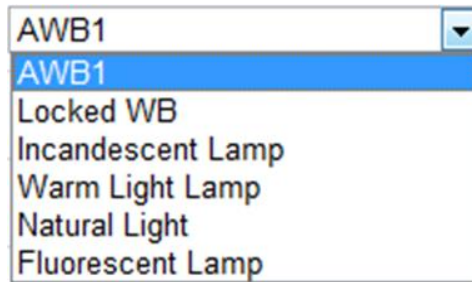 AWB1
AWB1
Locked WB
Incandescent Lamp
Warm Light Lamp
Natural Light
Fluorescent Lamp